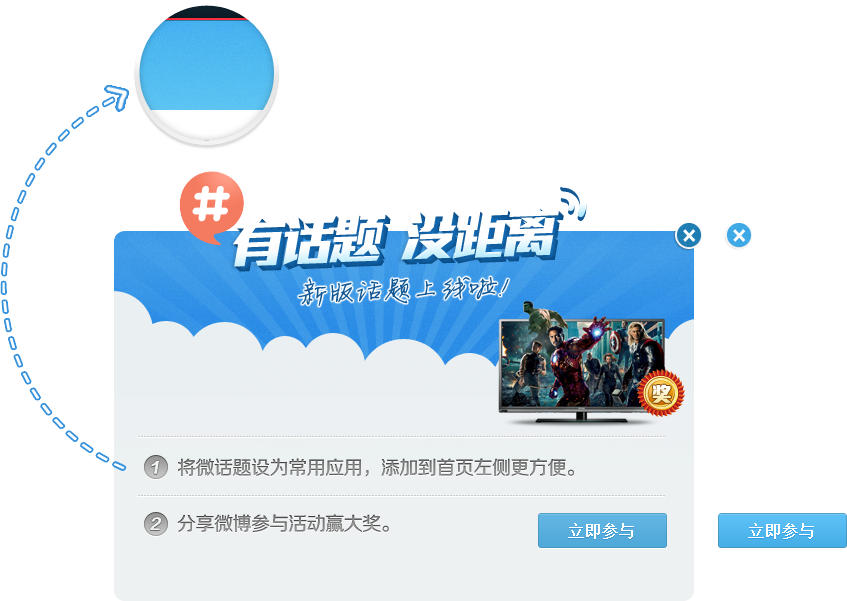 #
有话题 没距离
新版话题上线啦！
奖
1 将微话题设为常用应用，添加到首页左侧更方便。
2 分享微博参与活动赢大奖。
立即参与
立即参与